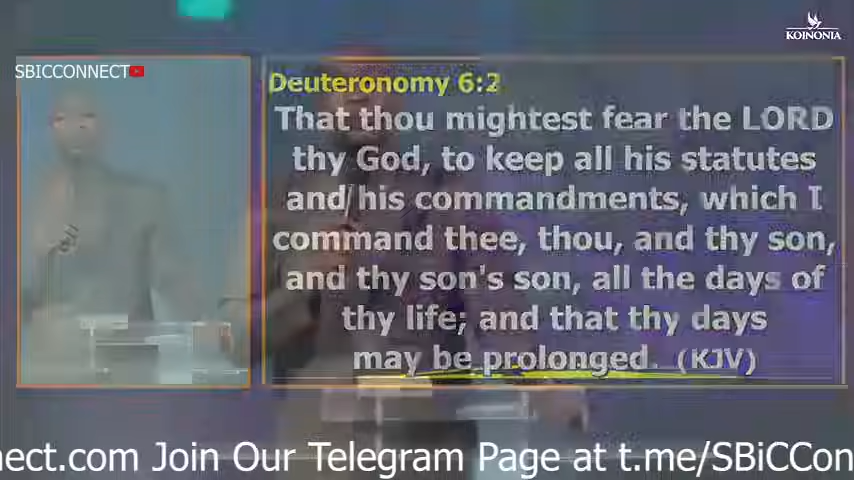 KOINONIA
SBICCONNECT
Deuteronomy 6:2
That thou mightest fear the LORD
thy God, to keep all his statutes
and his commandments, which I
command thee, thou, and thy son,
and thy son's son, all the days of
thy life; and that thy days
may be prolonged. (KJV)
nect.com Join Our Telegram Page at t.me/SBiCCon